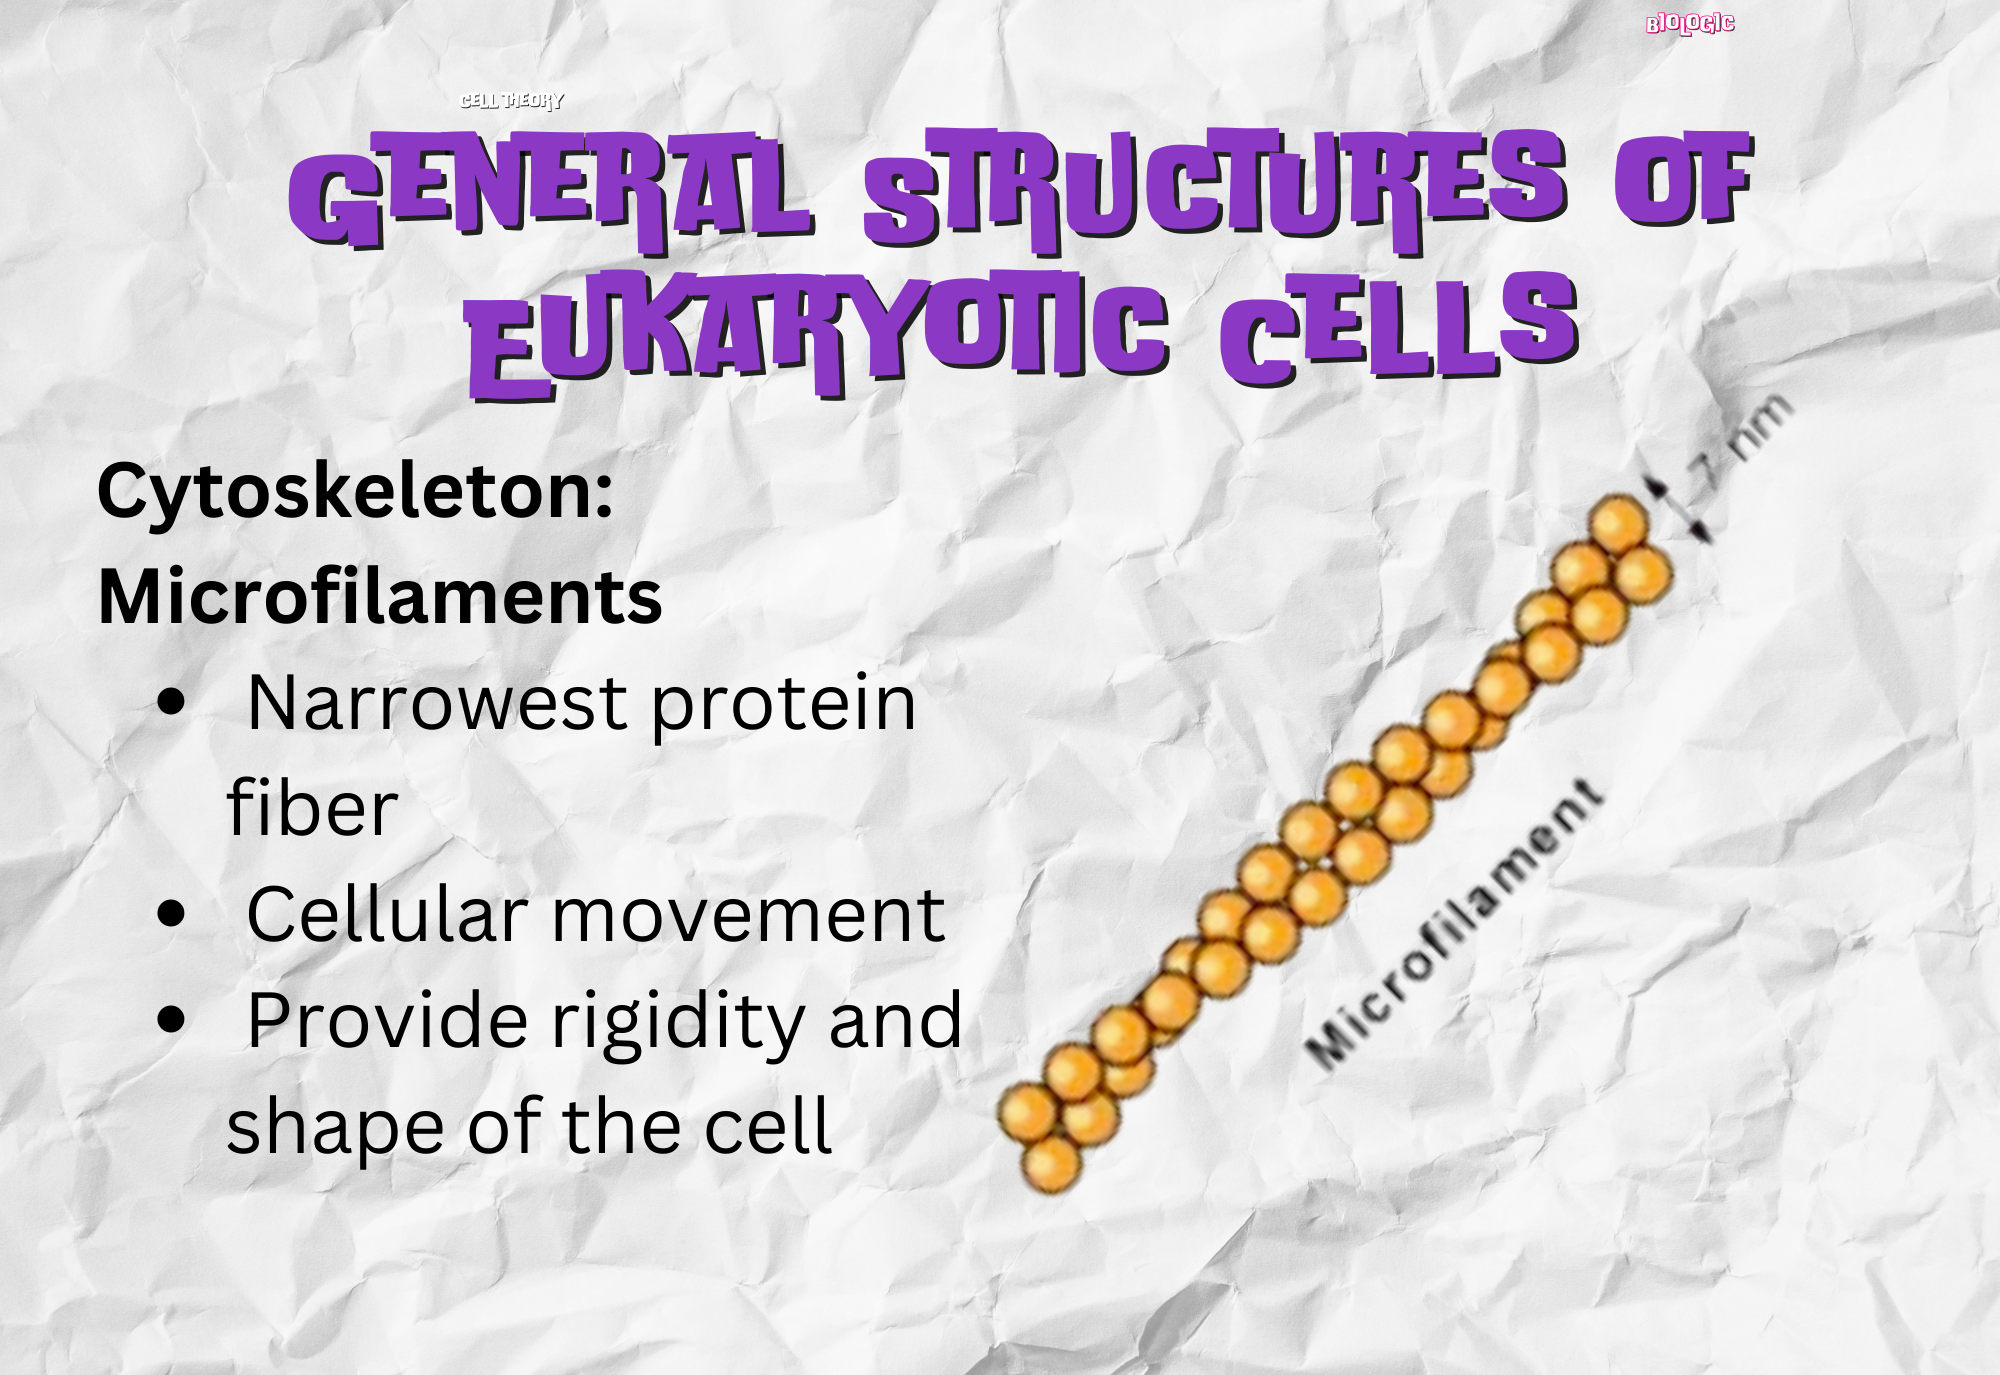 BIOLOGIC
CELL THEORY
GENERAL STRUCTURES OF
EUKARYOTIC CELLS
Cytoskeleton:
Microfilaments
• Narrowest protein
fiber
• Cellular movement
• Provide rigidity and
shape of the cell
7 nm
Microfilament